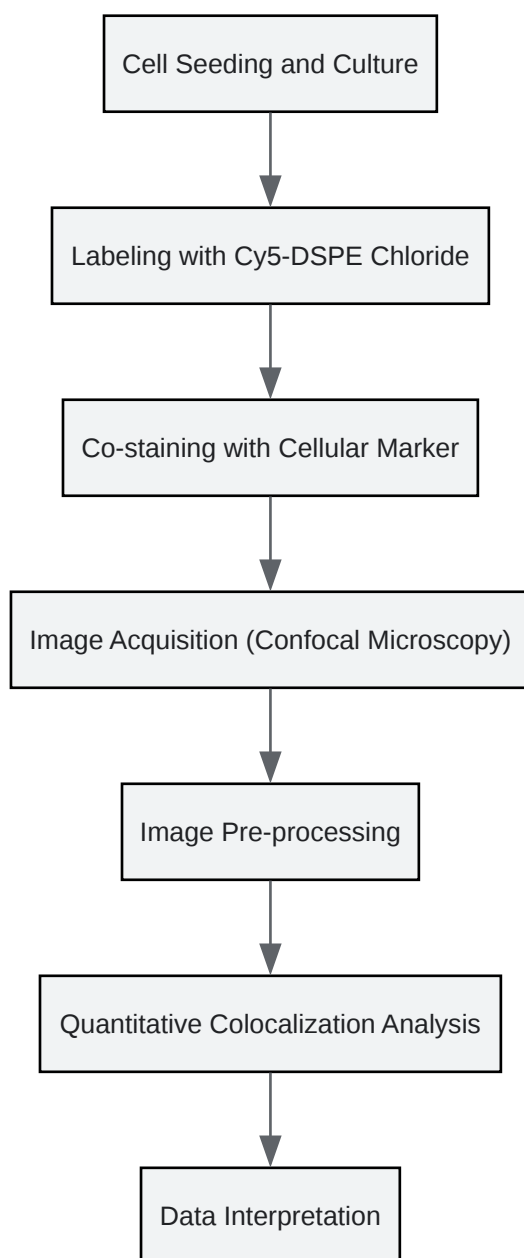 Cell Seeding and Culture
Labeling with Cy5-DSPE Chloride
Co-staining with Cellular Marker
Image Acquisition (Confocal Microscopy)
Image Pre-processing
Quantitative Colocalization Analysis
Data Interpretation